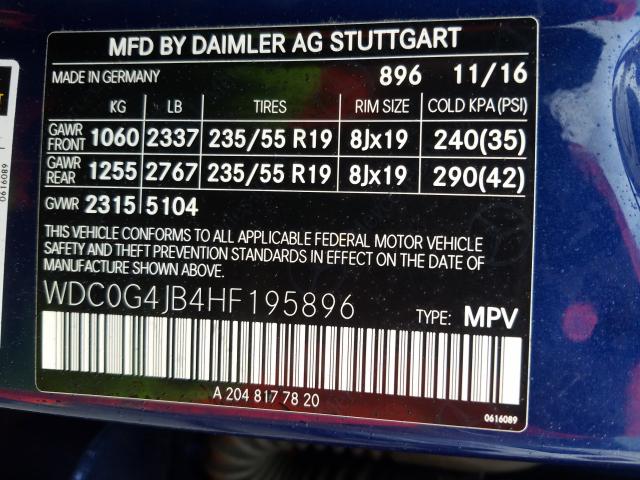 MFD BY DAIMLER AG STUTTGART
MADE IN GERMANY 896 11/16
KG LB TIRES RIM SIZE COLD KPA (PSI)
GAWR FRONT 1060 2337 235/55 R19 8Jx19 240(35)
GAWR REAR 1255 2767 235/55 R19 8Jx19 290(42)
GVWR 2315 5104
THIS VEHICLE CONFORMS TO ALL APPLICABLE FEDERAL MOTOR VEHICLE
SAFETY AND THEFT PREVENTION STANDARDS IN EFFECT ON THE DATE OF
MANUFACTURE SHOWN ABOVE.
WDC0G4JB4HF195896 TYPE: MPV
A 204 817 78 20
0616089
0616089